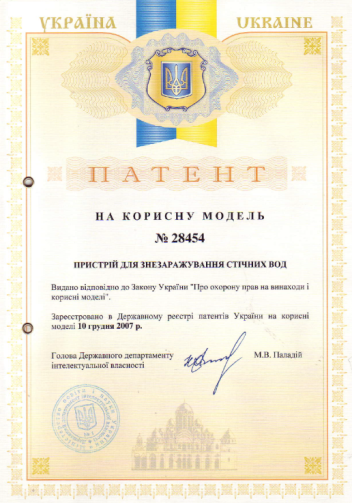 УКРАЇНА UKRAINE
ПАТЕНТ
НА КОРИСНУ МОДЕЛЬ
№ 28454
ПРИСТРІЙ ДЛЯ ЗНЕЗАРАЖУВАННЯ СТІЧНИХ ВОД
Видано відповідно до Закону України "Про охорону прав на винаходи і
корисні моделі".
Зареєстровано в Державному реєстрі патентів України на корисні
моделі 10 грудня 2007 р.
Голова Державного департаменту
інтелектуальної власності
М.В. Паладій